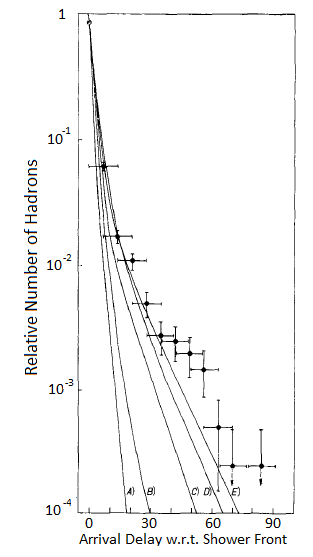 1
10-1
10-2
10-3
10-4
Relative Number of Hadrons
A) B) C) D) E)
0 30 60 90
Arrival Delay w.r.t. Shower Front